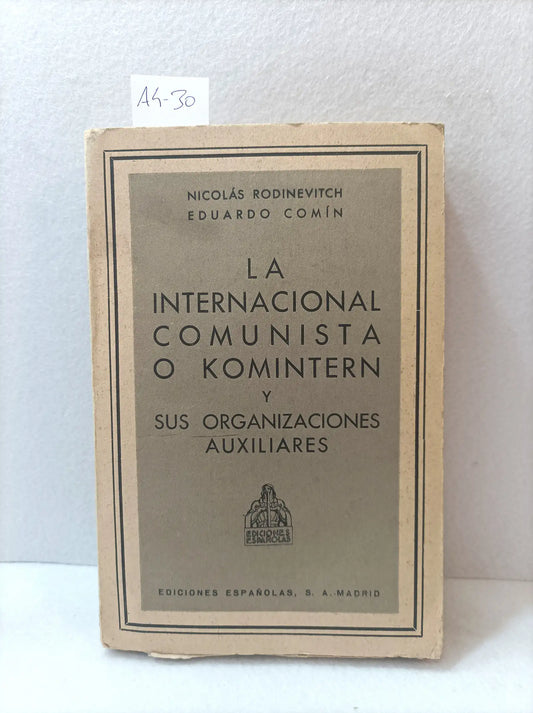 A4-30
NICOLÁS RODINEVITCH
EDUARDO COMÍN
LA
INTERNACIONAL
COMUNISTA
O KOMINTERN
Y
SUS ORGANIZACIONES
AUXILIARES
EDICIONES
ESPAÑOLAS
EDICIONES ESPAÑOLAS, S. A.-MADRID